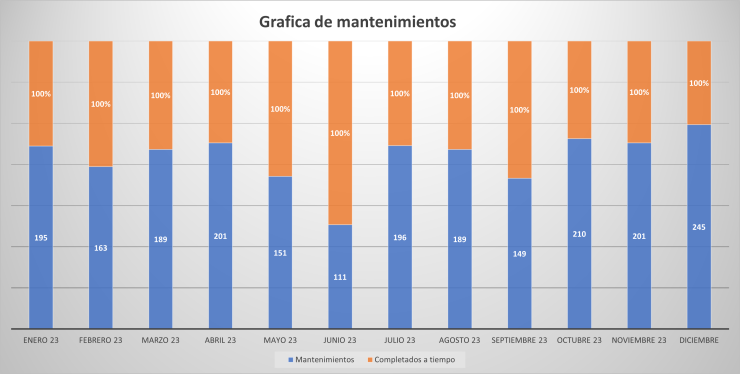 Grafica de mantenimientos
100% 100% 100% 100% 100% 100% 100% 100% 100% 100% 100% 100%
195 163 189 201 151 111 196 189 149 210 201 245
ENERO 23 FEBRERO 23 MARZO 23 ABRIL 23 MAYO 23 JUNIO 23 JULIO 23 AGOSTO 23 SEPTIEMBRE 23 OCTUBRE 23 NOVIEMBRE 23 DICIEMBRE
Mantenimientos Completados a tiempo